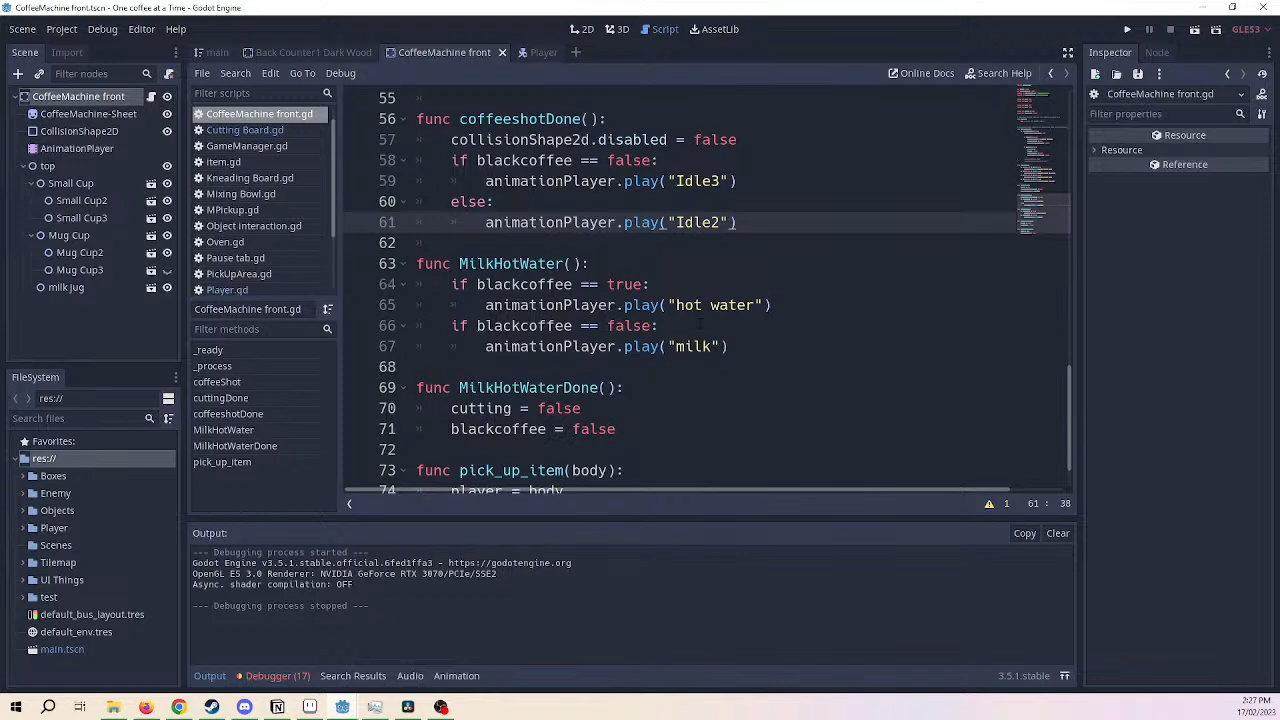 CoffeeMachine front.tscn - One coffee at a Time - Godot Engine
Scene Project Debug Editor Help
2D 3D Script AssetLib
GLES3
Scene Import
main Back Counter1 Dark Wood CoffeeMachine front Player
Inspector Node
Filter nodes
File Search Edit Go To Debug
Online Docs Search Help
CoffeeMachine front
CoffeeMachine-Sheet
CollisionShape2D
AnimationPlayer
top
Small Cup
Small Cup2
Small Cup3
Mug Cup
Mug Cup2
Mug Cup3
milk jug
FileSystem
res://
Search files
Favorites:
res://
Boxes
Enemy
Objects
Player
Scenes
Tilemap
UI Things
test
default_bus_layout.tres
default_env.tres
main.tscn
Filter scripts
CoffeeMachine front.gd
Cutting Board.gd
GameManager.gd
item.gd
Kneading Board.gd
Mixing Bowl.gd
MPickup.gd
Object interaction.gd
Oven.gd
Pause tab.gd
PickUpArea.gd
Player.gd
CoffeeMachine front.gd
Filter methods
_ready
_process
coffeeShot
cuttingDone
coffeeshotDone
MilkHotWater
MilkHotWaterDone
pick_up_item
55
56 func coffeeshotDone():
57 collisionShape2d.disabled = false
58 if blackcoffee == false:
59 animationPlayer.play("Idle3")
60 else:
61 animationPlayer.play("Idle2")
62
63 func MilkHotWater():
64 if blackcoffee == true:
65 animationPlayer.play("hot water")
66 if blackcoffee == false:
67 animationPlayer.play("milk")
68
69 func MilkHotWaterDone():
70 cutting = false
71 blackcoffee = false
72
73 func pick_up_item(body):
74 player = body
1 61 : 38
Output:
Copy Clear
--- Debugging process started ---
Godot Engine v3.5.1.stable.official.6fed1ffa3 - https://godotengine.org
OpenGL ES 3.0 Renderer: NVIDIA GeForce RTX 3070/PCIe/SSE2
Async. shader compilation: OFF
--- Debugging process stopped ---
Output Debugger (17) Search Results Audio Animation
3.5.1.stable
CoffeeMachine front.gd
Filter properties
Resource
Resource
Reference
2:27 PM
17/02/2023